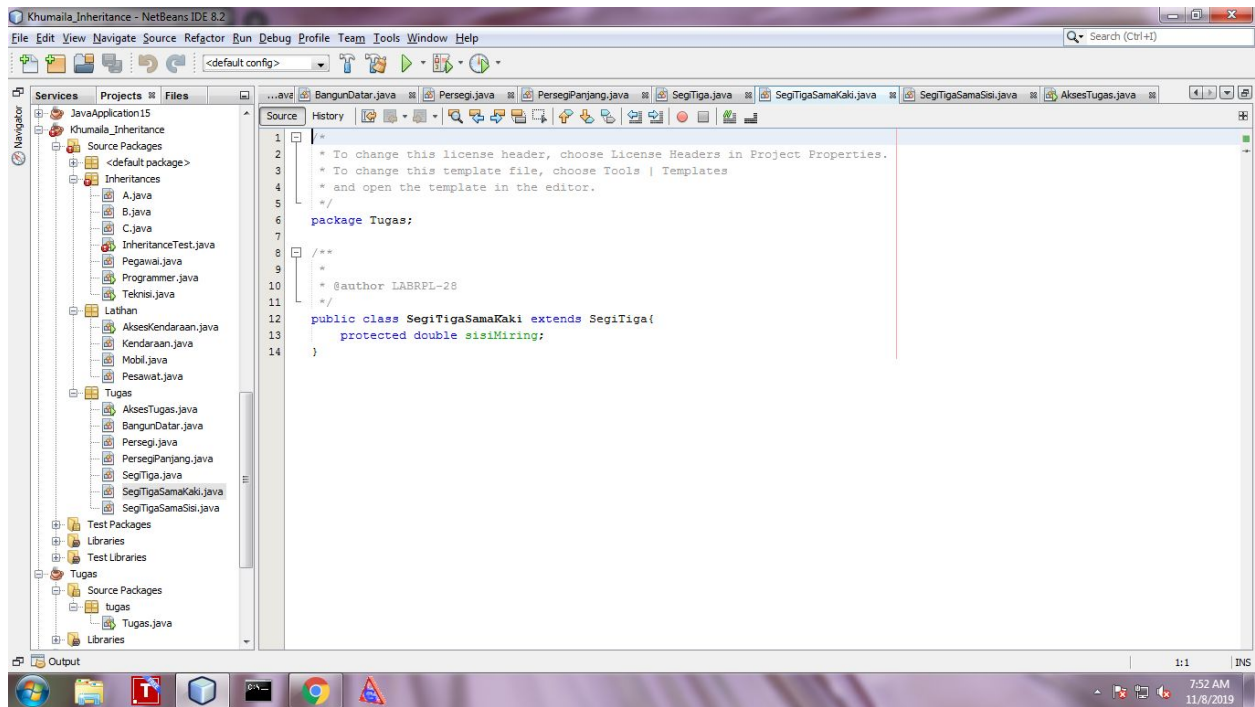 Khumaila_Inheritance - NetBeans IDE 8.2
File Edit View Navigate Source Refactor Run Debug Profile Team Tools Window Help
Search (Ctrl+I)
<default config>
Services Projects Files
...ava BangunDatar.java Persegi.java PersegiPanjang.java SegiTiga.java SegiTigaSamaKaki.java SegiTigaSamaSisi.java AksesTugas.java
Navigator
Source History
JavaApplication15
Khumaila_Inheritance
Source Packages
<default package>
Inheritances
A.java
B.java
C.java
InheritanceTest.java
Pegawai.java
Programmer.java
Teknisi.java
Latihan
AksesKendaraan.java
Kendaraan.java
Mobil.java
Pesawat.java
Tugas
AksesTugas.java
BangunDatar.java
Persegi.java
PersegiPanjang.java
SegiTiga.java
SegiTigaSamaKaki.java
SegiTigaSamaSisi.java
Test Packages
Libraries
Test Libraries
Tugas
Source Packages
tugas
Tugas.java
Libraries
1 /*
2 * To change this license header, choose License Headers in Project Properties.
3 * To change this template file, choose Tools | Templates
4 * and open the template in the editor.
5 */
6 package Tugas;
7
8 /**
9 *
10 * @author LABRPL-28
11 */
12 public class SegiTigaSamaKaki extends SegiTiga{
13 protected double sisiMiring;
14 }
Output
1:1 INS
7:52 AM
11/8/2019